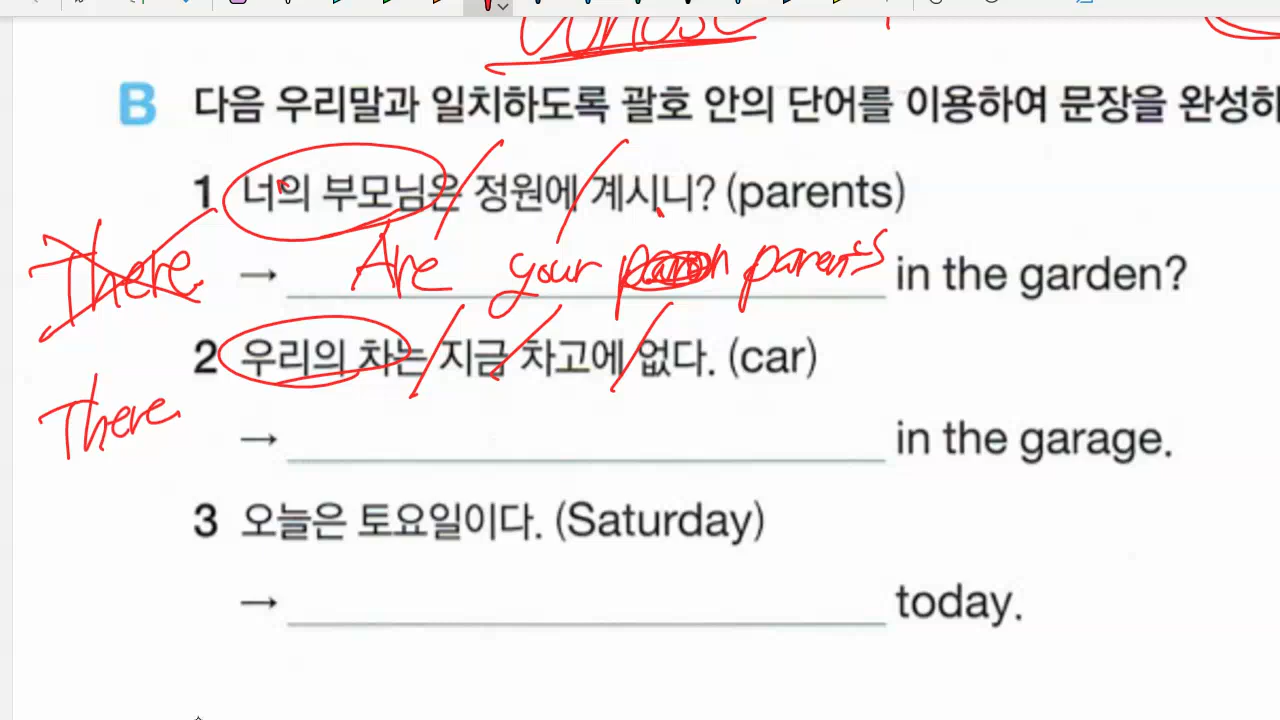 B 다음 우리말과 일치하도록 괄호 안의 단어를 이용하여 문장을 완성하
1 너의 부모님은 정원에 계시니? (parents)
There
→ Are your parents in the garden?
2 우리의 차는 지금 차고에 없다. (car)
There
→ in the garage.
3 오늘은 토요일이다. (Saturday)
→ today.